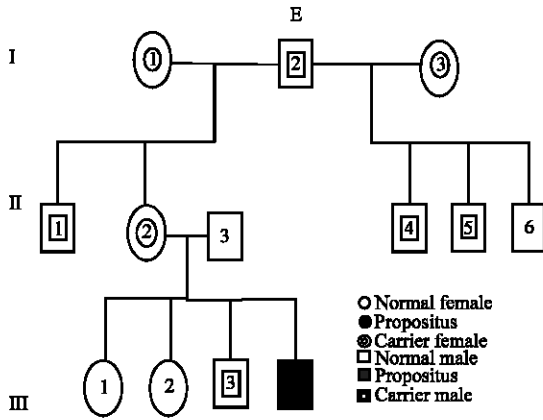 E
I
1
2
3
II
1
2
3
4
5
6
Normal female
Propositus
Carrier female
Normal male
Propositus
Carrier male
III
1
2
3